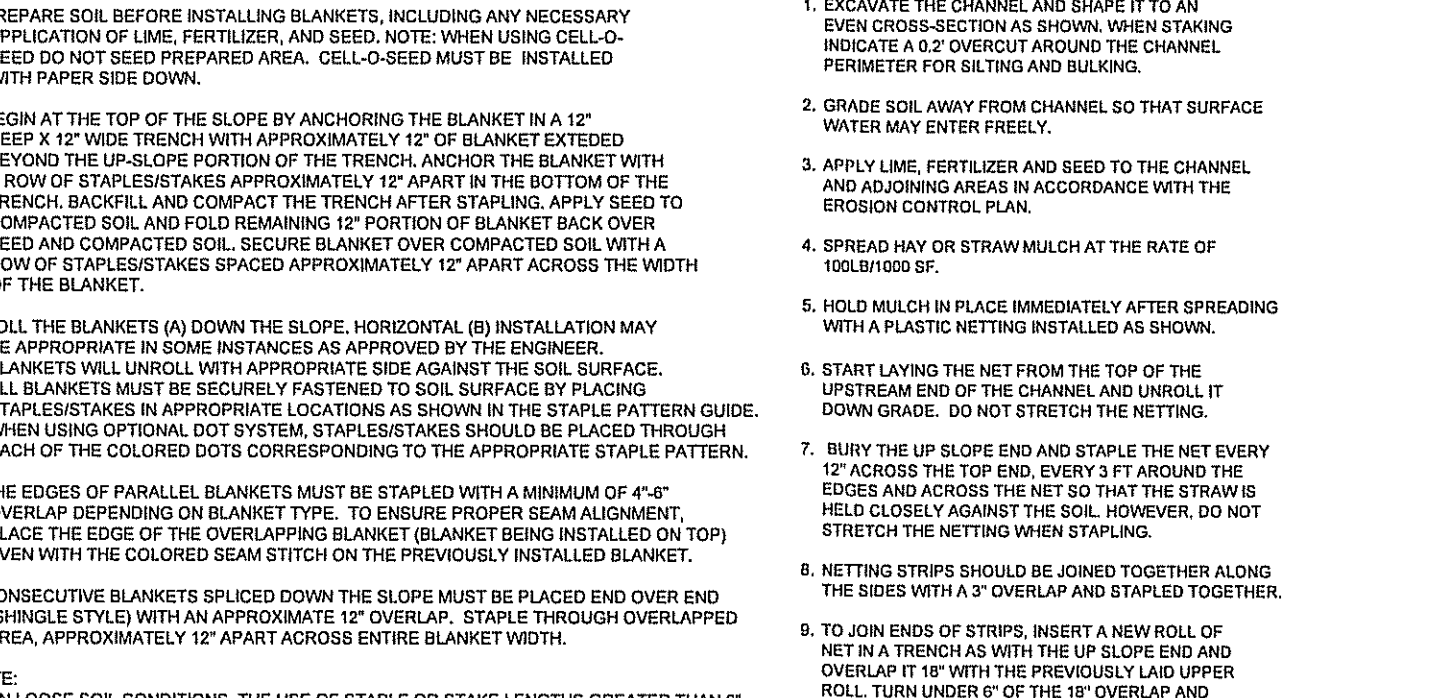 REPARE SOIL BEFORE INSTALLING BLANKETS, INCLUDING ANY NECESSARY
PPLICATION OF LIME, FERTILIZER, AND SEED. NOTE: WHEN USING CELL-O-
EED DO NOT SEED PREPARED AREA. CELL-O-SEED MUST BE INSTALLED
WITH PAPER SIDE DOWN.
EGIN AT THE TOP OF THE SLOPE BY ANCHORING THE BLANKET IN A 12"
EEP X 12" WIDE TRENCH WITH APPROXIMATELY 12" OF BLANKET EXTEDED
EYOND THE UP-SLOPE PORTION OF THE TRENCH. ANCHOR THE BLANKET WITH
ROW OF STAPLES/STAKES APPROXIMATELY 12" APART IN THE BOTTOM OF THE
RENCH. BACKFILL AND COMPACT THE TRENCH AFTER STAPLING. APPLY SEED TO
OMPACTED SOIL AND FOLD REMAINING 12" PORTION OF BLANKET BACK OVER
EED AND COMPACTED SOIL. SECURE BLANKET OVER COMPACTED SOIL WITH A
OW OF STAPLES/STAKES SPACED APPROXIMATELY 12" APART ACROSS THE WIDTH
OF THE BLANKET.
OLL THE BLANKETS (A) DOWN THE SLOPE. HORIZONTAL (B) INSTALLATION MAY
E APPROPRIATE IN SOME INSTANCES AS APPROVED BY THE ENGINEER.
LANKETS WILL UNROLL WITH APPROPRIATE SIDE AGAINST THE SOIL SURFACE.
LL BLANKETS MUST BE SECURELY FASTENED TO SOIL SURFACE BY PLACING
TAPLES/STAKES IN APPROPRIATE LOCATIONS AS SHOWN IN THE STAPLE PATTERN GUIDE.
WHEN USING OPTIONAL DOT SYSTEM, STAPLES/STAKES SHOULD BE PLACED THROUGH
ACH OF THE COLORED DOTS CORRESPONDING TO THE APPROPRIATE STAPLE PATTERN.
HE EDGES OF PARALLEL BLANKETS MUST BE STAPLED WITH A MINIMUM OF 4"-6"
OVERLAP DEPENDING ON BLANKET TYPE. TO ENSURE PROPER SEAM ALIGNMENT,
LACE THE EDGE OF THE OVERLAPPING BLANKET (BLANKET BEING INSTALLED ON TOP)
VEN WITH THE COLORED SEAM STITCH ON THE PREVIOUSLY INSTALLED BLANKET.
ONSECUTIVE BLANKETS SPLICED DOWN THE SLOPE MUST BE PLACED END OVER END
SHINGLE STYLE) WITH AN APPROXIMATE 12" OVERLAP. STAPLE THROUGH OVERLAPPED
REA, APPROXIMATELY 12" APART ACROSS ENTIRE BLANKET WIDTH.
TE:
N LOOSE SOIL CONDITIONS, THE USE OF STAPLE OR STAKE LENGTHS GREATER THAN 6"
1. EXCAVATE THE CHANNEL AND SHAPE IT TO AN
EVEN CROSS-SECTION AS SHOWN. WHEN STAKING
INDICATE A 0.2' OVERCUT AROUND THE CHANNEL
PERIMETER FOR SILTING AND BULKING.
2. GRADE SOIL AWAY FROM CHANNEL SO THAT SURFACE
WATER MAY ENTER FREELY.
3. APPLY LIME, FERTILIZER AND SEED TO THE CHANNEL
AND ADJOINING AREAS IN ACCORDANCE WITH THE
EROSION CONTROL PLAN.
4. SPREAD HAY OR STRAW MULCH AT THE RATE OF
100LB/1000 SF.
5. HOLD MULCH IN PLACE IMMEDIATELY AFTER SPREADING
WITH A PLASTIC NETTING INSTALLED AS SHOWN.
6. START LAYING THE NET FROM THE TOP OF THE
UPSTREAM END OF THE CHANNEL AND UNROLL IT
DOWN GRADE. DO NOT STRETCH THE NETTING.
7. BURY THE UP SLOPE END AND STAPLE THE NET EVERY
12" ACROSS THE TOP END, EVERY 3 FT AROUND THE
EDGES AND ACROSS THE NET SO THAT THE STRAW IS
HELD CLOSELY AGAINST THE SOIL. HOWEVER, DO NOT
STRETCH THE NETTING WHEN STAPLING.
8. NETTING STRIPS SHOULD BE JOINED TOGETHER ALONG
THE SIDES WITH A 3" OVERLAP AND STAPLED TOGETHER.
9. TO JOIN ENDS OF STRIPS, INSERT A NEW ROLL OF
NET IN A TRENCH AS WITH THE UP SLOPE END AND
OVERLAP IT 18" WITH THE PREVIOUSLY LAID UPPER
ROLL. TURN UNDER 6" OF THE 18" OVERLAP AND